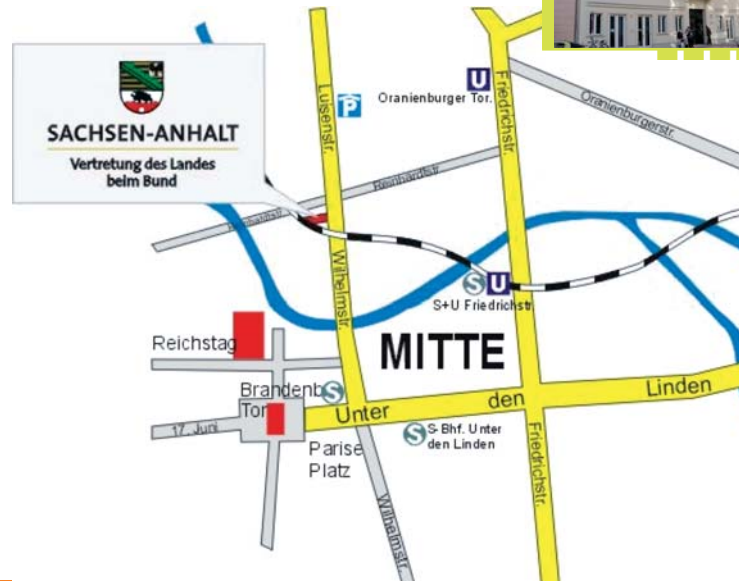 SACHSEN-ANHALT
Vertretung des Landes
beim Bund
Luisenstr.
P
U
Oranienburger Tor.
Friedrichstr.
Oranienburgerstr.
Reinhardtstr.
Wilhelmstr.
S U
S+U Friedrichstr.
MITTE
Reichstag
Brandenb
Tor
S
Unter den Linden
17. Juni
Parise
Platz
S
S-Bhf. Unter
den Linden
Wilhelmstr.
Friedrichstr.